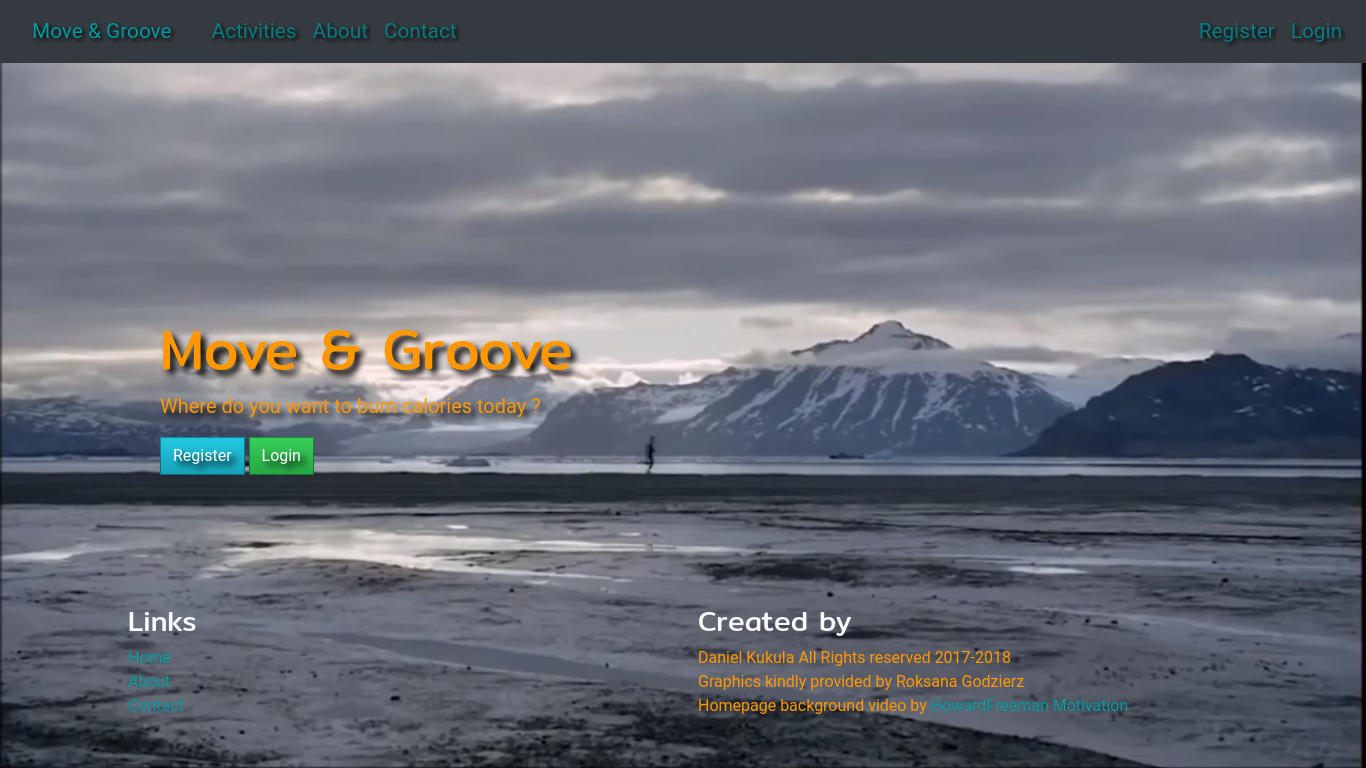 Move & Groove Activities About Contact Register Login
Move & Groove
Where do you want to burn calories today ?
Register Login
Links
Home
About
Contact
Created by
Daniel Kukula All Rights reserved 2017-2018
Graphics kindly provided by Roksana Godzierz
Homepage background video by HowardFreeman Motivation